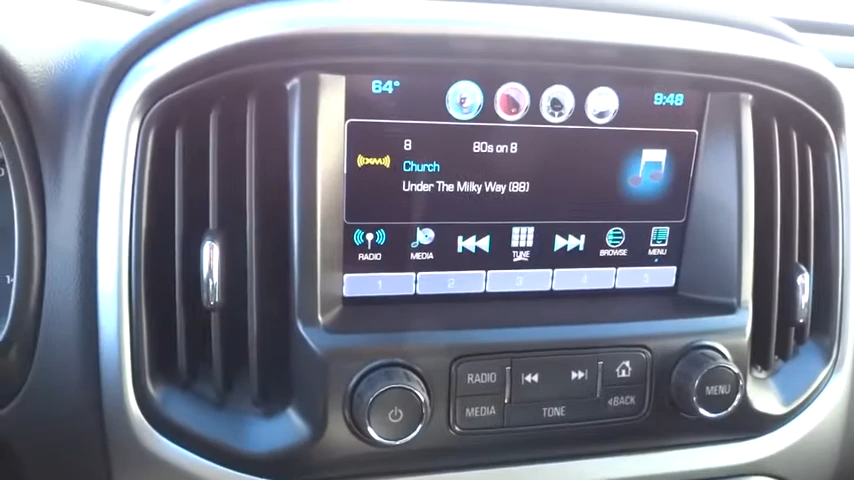 64°
9:48
8 80s on 8
XM
Church
Under The Milky Way (88)
RADIO MEDIA TUNE BROWSE MENU
1 2 3 4 5
RADIO
MEDIA TONE BACK
MENU